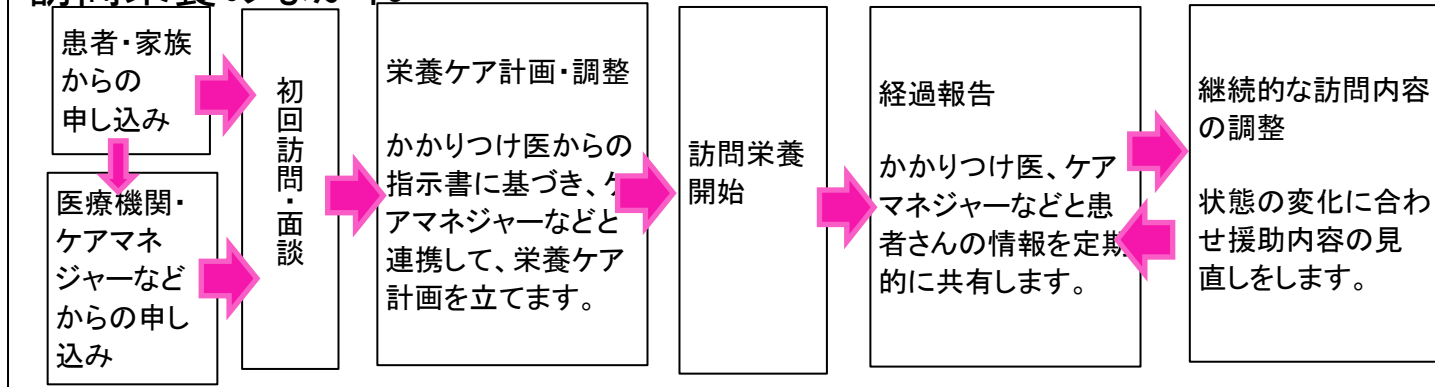 患者・家族
からの
申し込み
医療機関・
ケアマネ
ジャーなど
からの申し
込み
初回訪問・面談
栄養ケア計画・調整
かかりつけ医からの
指示書に基づき、ケ
アマネジャーなどと
連携して、栄養ケア
計画を立てます。
訪問栄養
開始
経過報告
かかりつけ医、ケア
マネジャーなどと患
者さんの情報を定期
的に共有します。
継続的な訪問内容
の調整
状態の変化に合わ
せ援助内容の見
直しをします。